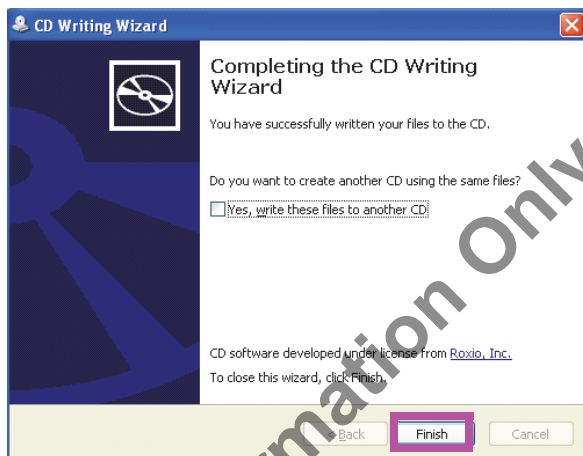 CD Writing Wizard
Completing the CD Writing
Wizard
You have successfully written your files to the CD.
Do you want to create another CD using the same files?
Yes, write these files to another CD
CD software developed under license from Roxio, Inc.
To close this wizard, click Finish.
< Back Finish Cancel
mation Only